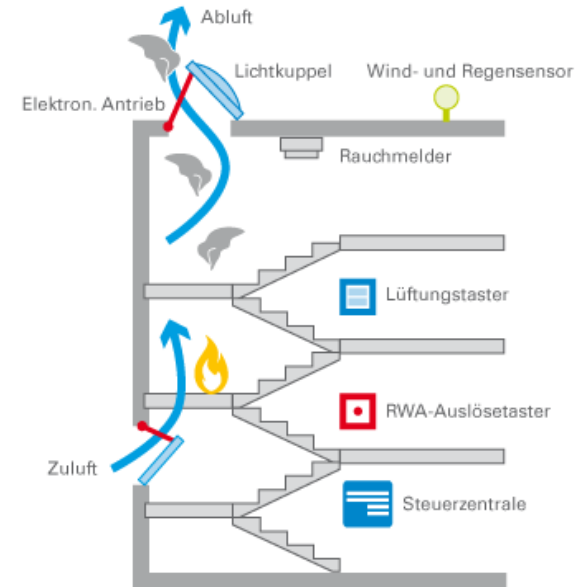 Abluft
Lichtkuppel
Wind- und Regensensor
Elektron. Antrieb
Rauchmelder
Lüftungstaster
RWA-Auslösetaster
Zuluft
Steuerzentrale